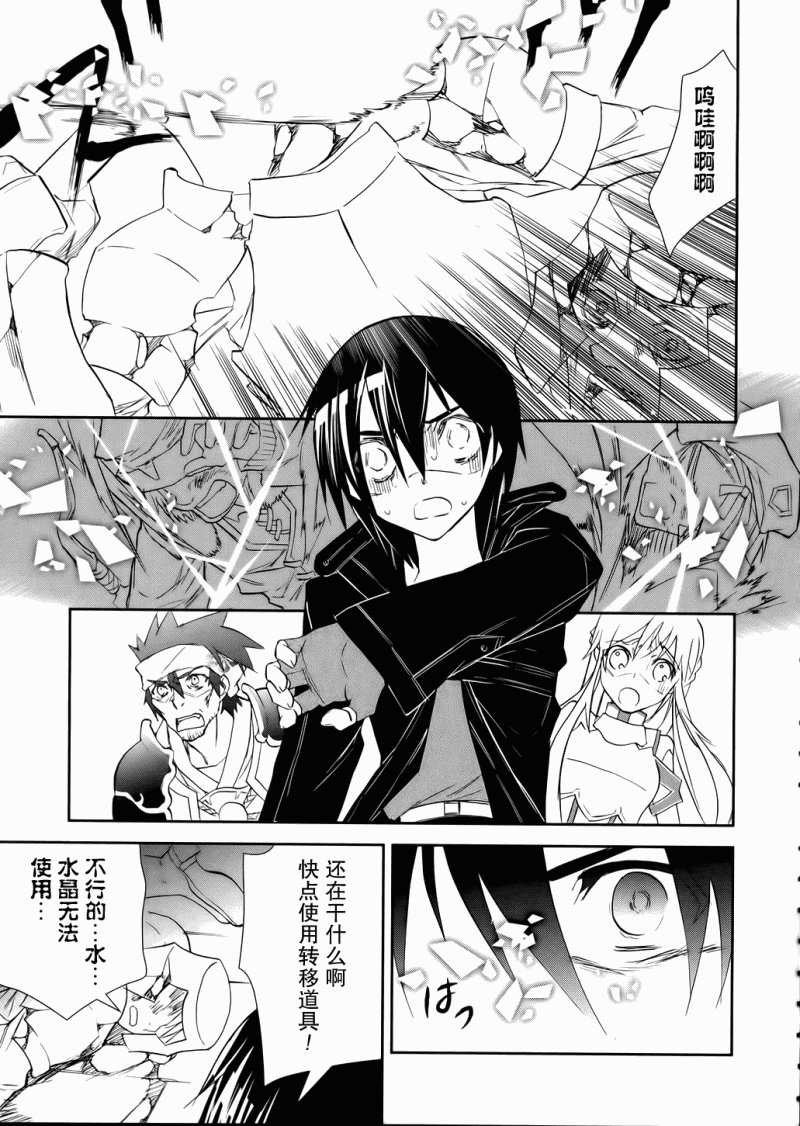 呜哇啊啊啊
はっ
还在干什么啊
快点使用转移道具！
不行的…水…
水晶无法
使用…